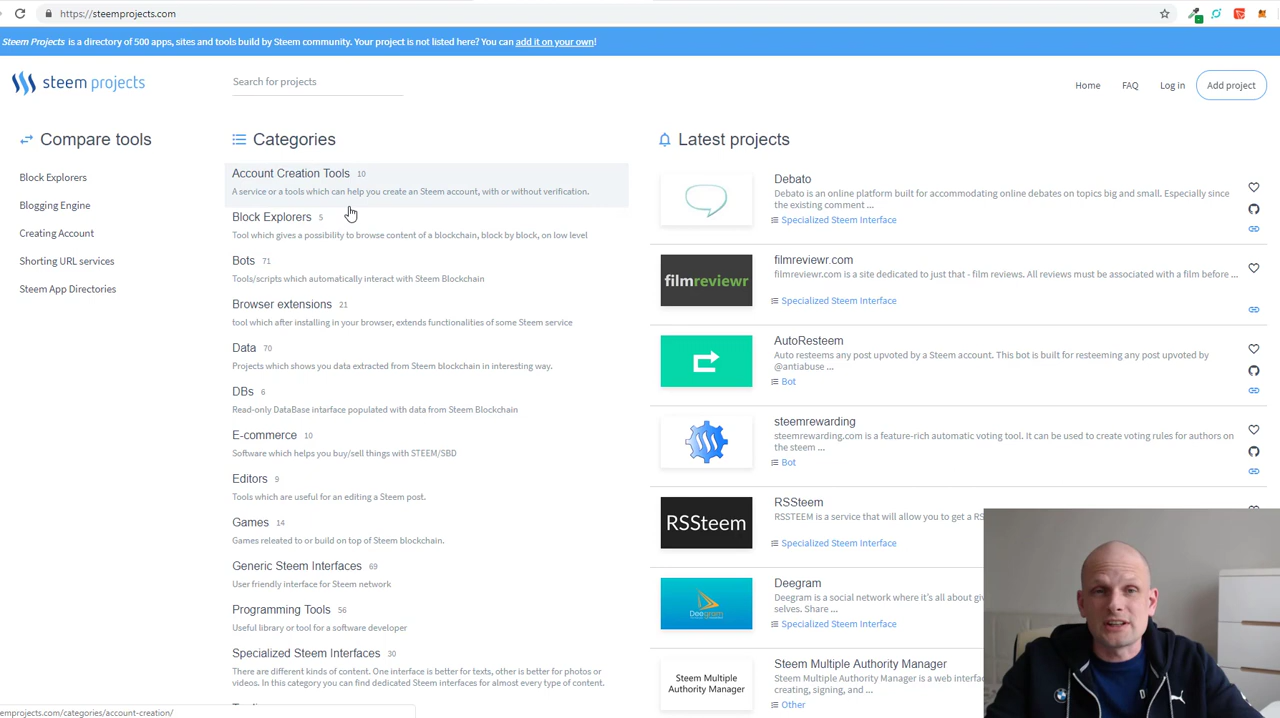 https://steemprojects.com
Steem Projects is a directory of 500 apps, sites and tools build by Steem community. Your project is not listed here? You can add it on your own!
steem projects
Search for projects
Home
FAQ
Log in
Add project
Compare tools
Block Explorers
Blogging Engine
Creating Account
Shorting URL services
Steem App Directories
Categories
Account Creation Tools 10
A service or a tools which can help you create an Steem account, with or without verification.
Block Explorers 5
Tool which gives a possibility to browse content of a blockchain, block by block, on low level
Bots 71
Tools/scripts which automatically interact with Steem Blockchain
Browser extensions 21
tool which after installing in your browser, extends functionalities of some Steem service
Data 70
Projects which shows you data extracted from Steem blockchain in interesting way.
DBs 6
Read-only DataBase intarface populated with data from Steem Blockchain
E-commerce 10
Software which helps you buy/sell things with STEEM/SBD
Editors 9
Tools which are useful for an editing a Steem post.
Games 14
Games releated to or build on top of Steem blockchain.
Generic Steem Interfaces 69
User friendly interface for Steem network
Programming Tools 56
Useful library or tool for a software developer
Specialized Steem Interfaces 30
There are different kinds of content. One interface is better for texts, other is better for photos or
videos. In this category you can find dedicated Steem interfaces for almost every type of content.
Latest projects
Debato
Debato is an online platform built for accommodating online debates on topics big and small. Especially since
the existing comment ...
Specialized Steem Interface
filmreviewr
filmreviewr.com
filmreviewr.com is a site dedicated to just that - film reviews. All reviews must be associated with a film before ...
Specialized Steem Interface
AutoResteem
Auto resteems any post upvoted by a Steem account. This bot is built for resteeming any post upvoted by
@antiabuse ...
Bot
steemrewarding
steemrewarding.com is a feature-rich automatic voting tool. It can be used to create voting rules for authors on
the steem ...
Bot
RSSteem
RSSteem
RSSTEEM is a service that will allow you to get a RS
Specialized Steem Interface
Deegram
Deegram
Deegram is a social network where it's all about gi
selves. Share ...
Specialized Steem Interface
Steem Multiple
Authority Manager
Steem Multiple Authority Manager
Steem Multiple Authority Manager is a web interfa
creating, signing, and ...
Other
emprojects.com/categories/account-creation/